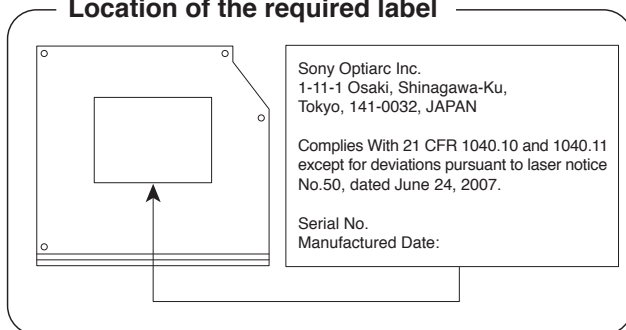 Location of the required label
Sony Optiarc Inc.
1-11-1 Osaki, Shinagawa-Ku,
Tokyo, 141-0032, JAPAN
Complies With 21 CFR 1040.10 and 1040.11
except for deviations pursuant to laser notice
No.50, dated June 24, 2007.
Serial No.
Manufactured Date: